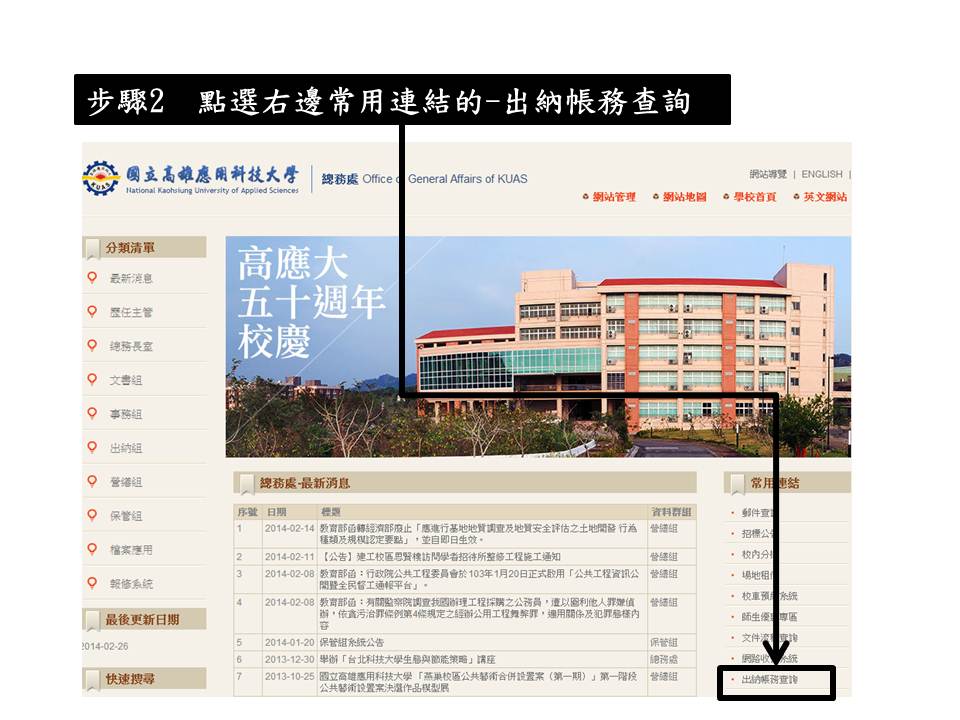 步驟2 點選右邊常用連結的-出納帳務查詢
國立高雄應用科技大學
National Kaohsiung University of Applied Sciences
KUAS
總務處 Office of General Affairs of KUAS
網站導覽 | ENGLISH |
網站管理 網站地圖 學校首頁 英文網站
分類清單
最新消息
歷任主管
總務長室
文書組
事務組
出納組
營繕組
保管組
檔案應用
報修系統
最後更新日期
2014-02-26
快速搜尋
高應大
五十週年
校慶
總務處-最新消息
序號 日期 標題 資料群組
1 2014-02-14 教育部函轉經濟部廢止「應進行基地地質調查及地質安全評估之土地開發行為
種類及規模認定要點」，並自即日生效。 營繕組
2 2014-02-11 【公告】建工校區思賢樓訪問學者招待所整修工程施工通知 營繕組
3 2014-02-08 教育部函：行政院公共工程委員會於103年1月20日正式啟用「公共工程資訊公
開暨全民督工通報平台」。 營繕組
4 2014-02-08 教育部函：有關監察院調查我國辦理工程採購之公務員，遭以圖利他人罪嫌偵
辦，依貪污治罪條例第4條規定之經辦公用工程舞弊罪，適用關係及犯罪態樣內
容 營繕組
5 2014-01-20 保管組系統公告 保管組
6 2013-12-30 舉辦「台北科技大學生態與節能策略」講座 總務處
7 2013-10-25 國立高雄應用科技大學「燕巢校區公共藝術合併設置案（第一期）」第一階段
公共藝術設置案決選作品模型展 營繕組
常用連結
郵件查
招標公
校內分
場地租
校車預 系統
師生優 專區
文件流 查詢
網路收 系統
出納帳務查詢